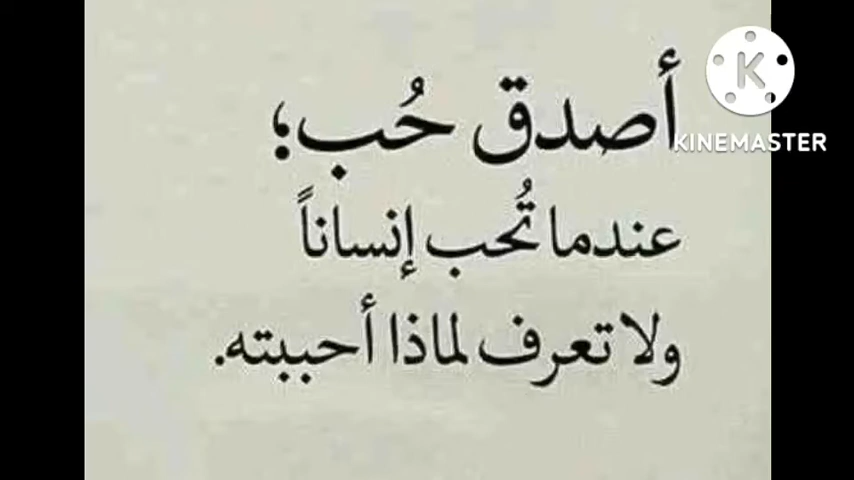 أصدق حُب؛
عندما تُحب إنساناً
ولا تعرف لماذا أحببته.
K
KINEMASTER